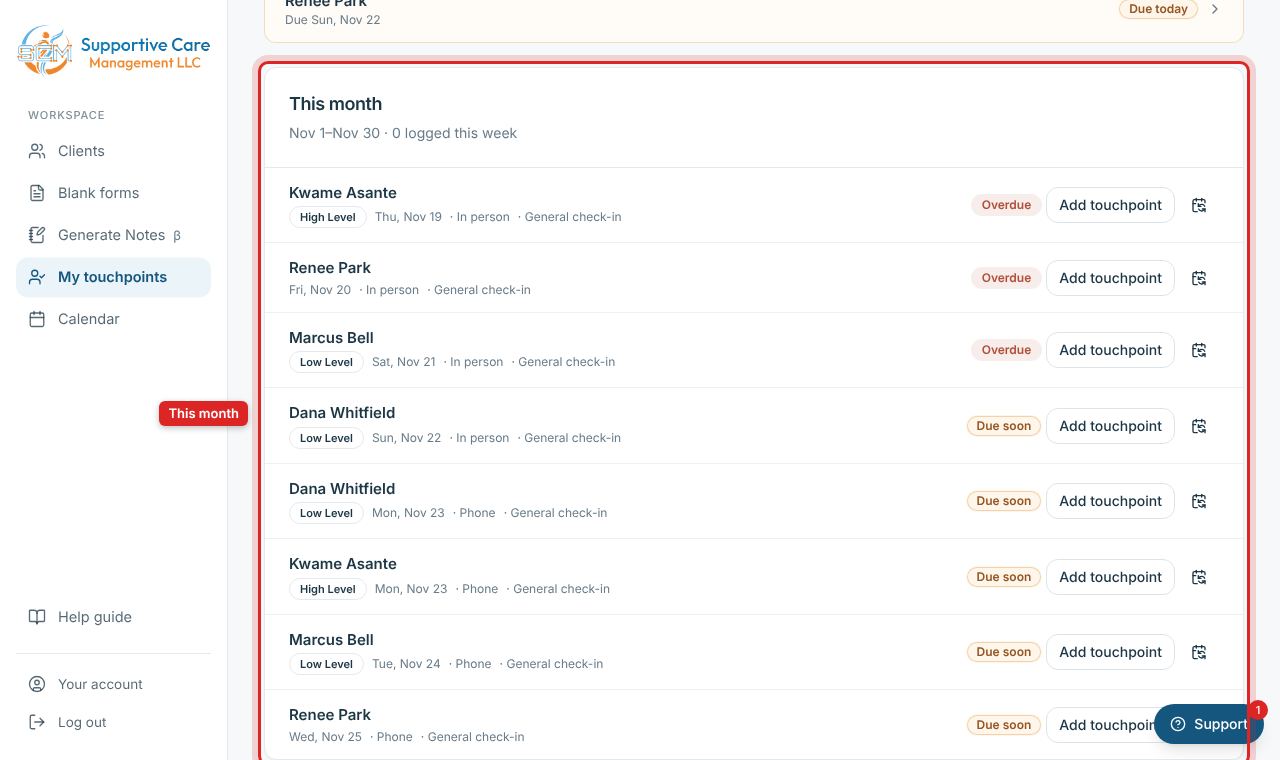 Supportive Care
Management LLC
WORKSPACE
Clients
Blank forms
Generate Notes β
My touchpoints
Calendar
Help guide
Your account
Log out
Renee Park
Due Sun, Nov 22
Due today
This month
This month
Nov 1–Nov 30 · 0 logged this week
Kwame Asante
High Level Thu, Nov 19 · In person · General check-in
Overdue Add touchpoint
Renee Park
Fri, Nov 20 · In person · General check-in
Overdue Add touchpoint
Marcus Bell
Low Level Sat, Nov 21 · In person · General check-in
Overdue Add touchpoint
Dana Whitfield
Low Level Sun, Nov 22 · In person · General check-in
Due soon Add touchpoint
Dana Whitfield
Low Level Mon, Nov 23 · Phone · General check-in
Due soon Add touchpoint
Kwame Asante
High Level Mon, Nov 23 · Phone · General check-in
Due soon Add touchpoint
Marcus Bell
Low Level Tue, Nov 24 · Phone · General check-in
Due soon Add touchpoint
Renee Park
Wed, Nov 25 · Phone · General check-in
Due soon Add touchpoin
Support
1